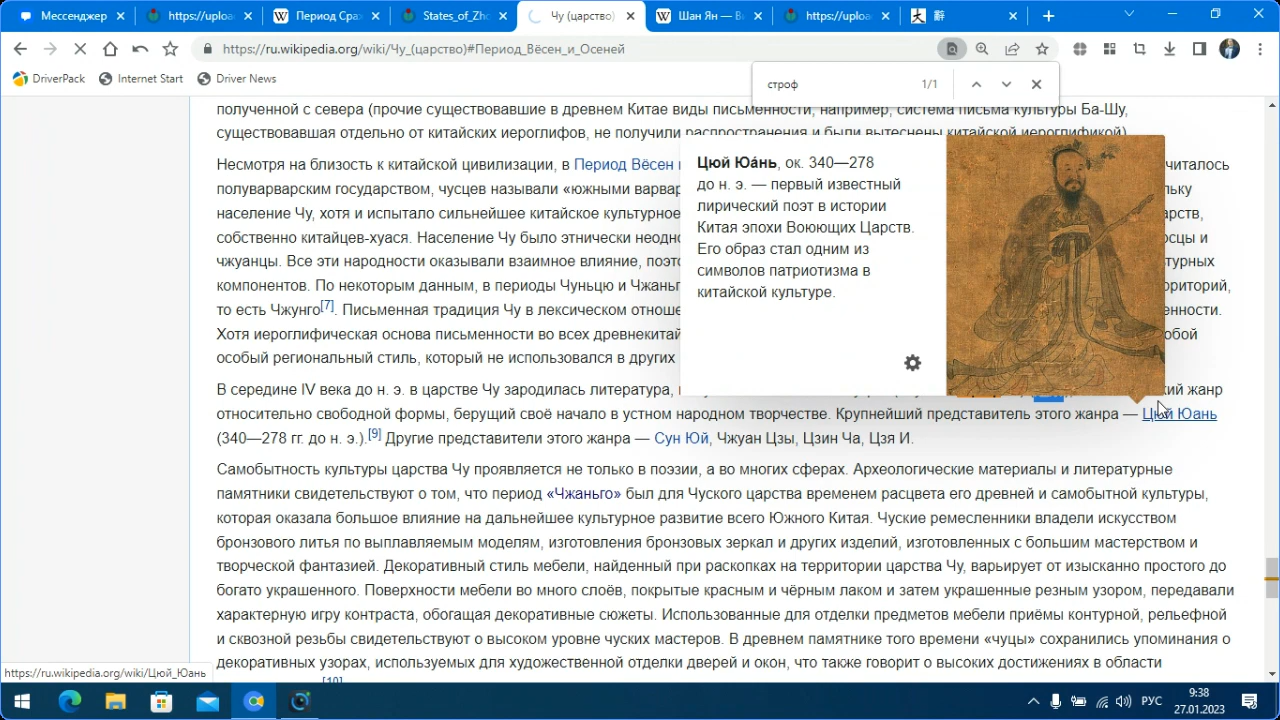 Мессенджер
https://uploa
Период Сраж
https://uploa
States_of_Zho
Чу (царство)
Шан Ян — В
https://uploa
辭
https://ru.wikipedia.org/wiki/Чу_(царство)#Период_Вёсен_и_Осеней
DriverPack
Internet Start
Driver News
строф
1/1
полученной с севера (прочие существовавшие в древнем Китае виды письменности, например, система письма культуры Ба-Шу,
существовавшая отдельно от китайских иероглифов, не получили распространения и были вытеснены китайской иероглификой)
Несмотря на близость к китайской цивилизации, в Период Вёсен
читалось
полуварварским государством, чусцев называли «южными варвар
льку
население Чу, хотя и испытало сильнейшее китайское культурное
арств,
собственно китайцев-хуася. Население Чу было этнически неодно
осцы и
чжуанцы. Все эти народности оказывали взаимное влияние, поэто
турных
компонентов. По некоторым данным, в периоды Чуньцю и Чжаньг
ориторий,
то есть Чжунго[7]. Письменная традиция Чу в лексическом отноше
енности.
Хотя иероглифическая основа письменности во всех древнекитай
обой
особый региональный стиль, который не использовался в других
Цюй Юа́нь, ок. 340—278
до н. э. — первый известный
лирический поэт в истории
Китая эпохи Воюющих Царств.
Его образ стал одним из
символов патриотизма в
китайской культуре.
В середине IV века до н. э. в царстве Чу зародилась литература,
кий жанр
относительно свободной формы, берущий своё начало в устном народном творчестве. Крупнейший представитель этого жанра — Цюй Юань
(340—278 гг. до н. э.).[9] Другие представители этого жанра — Сун Юй, Чжуан Цзы, Цзин Ча, Цзя И.
Самобытность культуры царства Чу проявляется не только в поэзии, а во многих сферах. Археологические материалы и литературные
памятники свидетельствуют о том, что период «Чжаньго» был для Чуского царства временем расцвета его древней и самобытной культуры,
которая оказала большое влияние на дальнейшее культурное развитие всего Южного Китая. Чуские ремесленники владели искусством
бронзового литья по выплавляемым моделям, изготовления бронзовых зеркал и других изделий, изготовленных с большим мастерством и
творческой фантазией. Декоративный стиль мебели, найденный при раскопках на территории царства Чу, варьирует от изысканно простого до
богато украшенного. Поверхности мебели во много слоёв, покрытые красным и чёрным лаком и затем украшенные резным узором, передавали
характерную игру контраста, обогащая декоративные сюжеты. Использованные для отделки предметов мебели приёмы контурной, рельефной
и сквозной резьбы свидетельствуют о высоком уровне чуских мастеров. В древнем памятнике того времени «чуцы» сохранились упоминания о
декоративных узорах, используемых для художественной отделки дверей и окон, что также говорит о высоких достижениях в области
[10]
https://ru.wikipedia.org/wiki/Цюй_Юань
РУС
9:38
27.01.2023